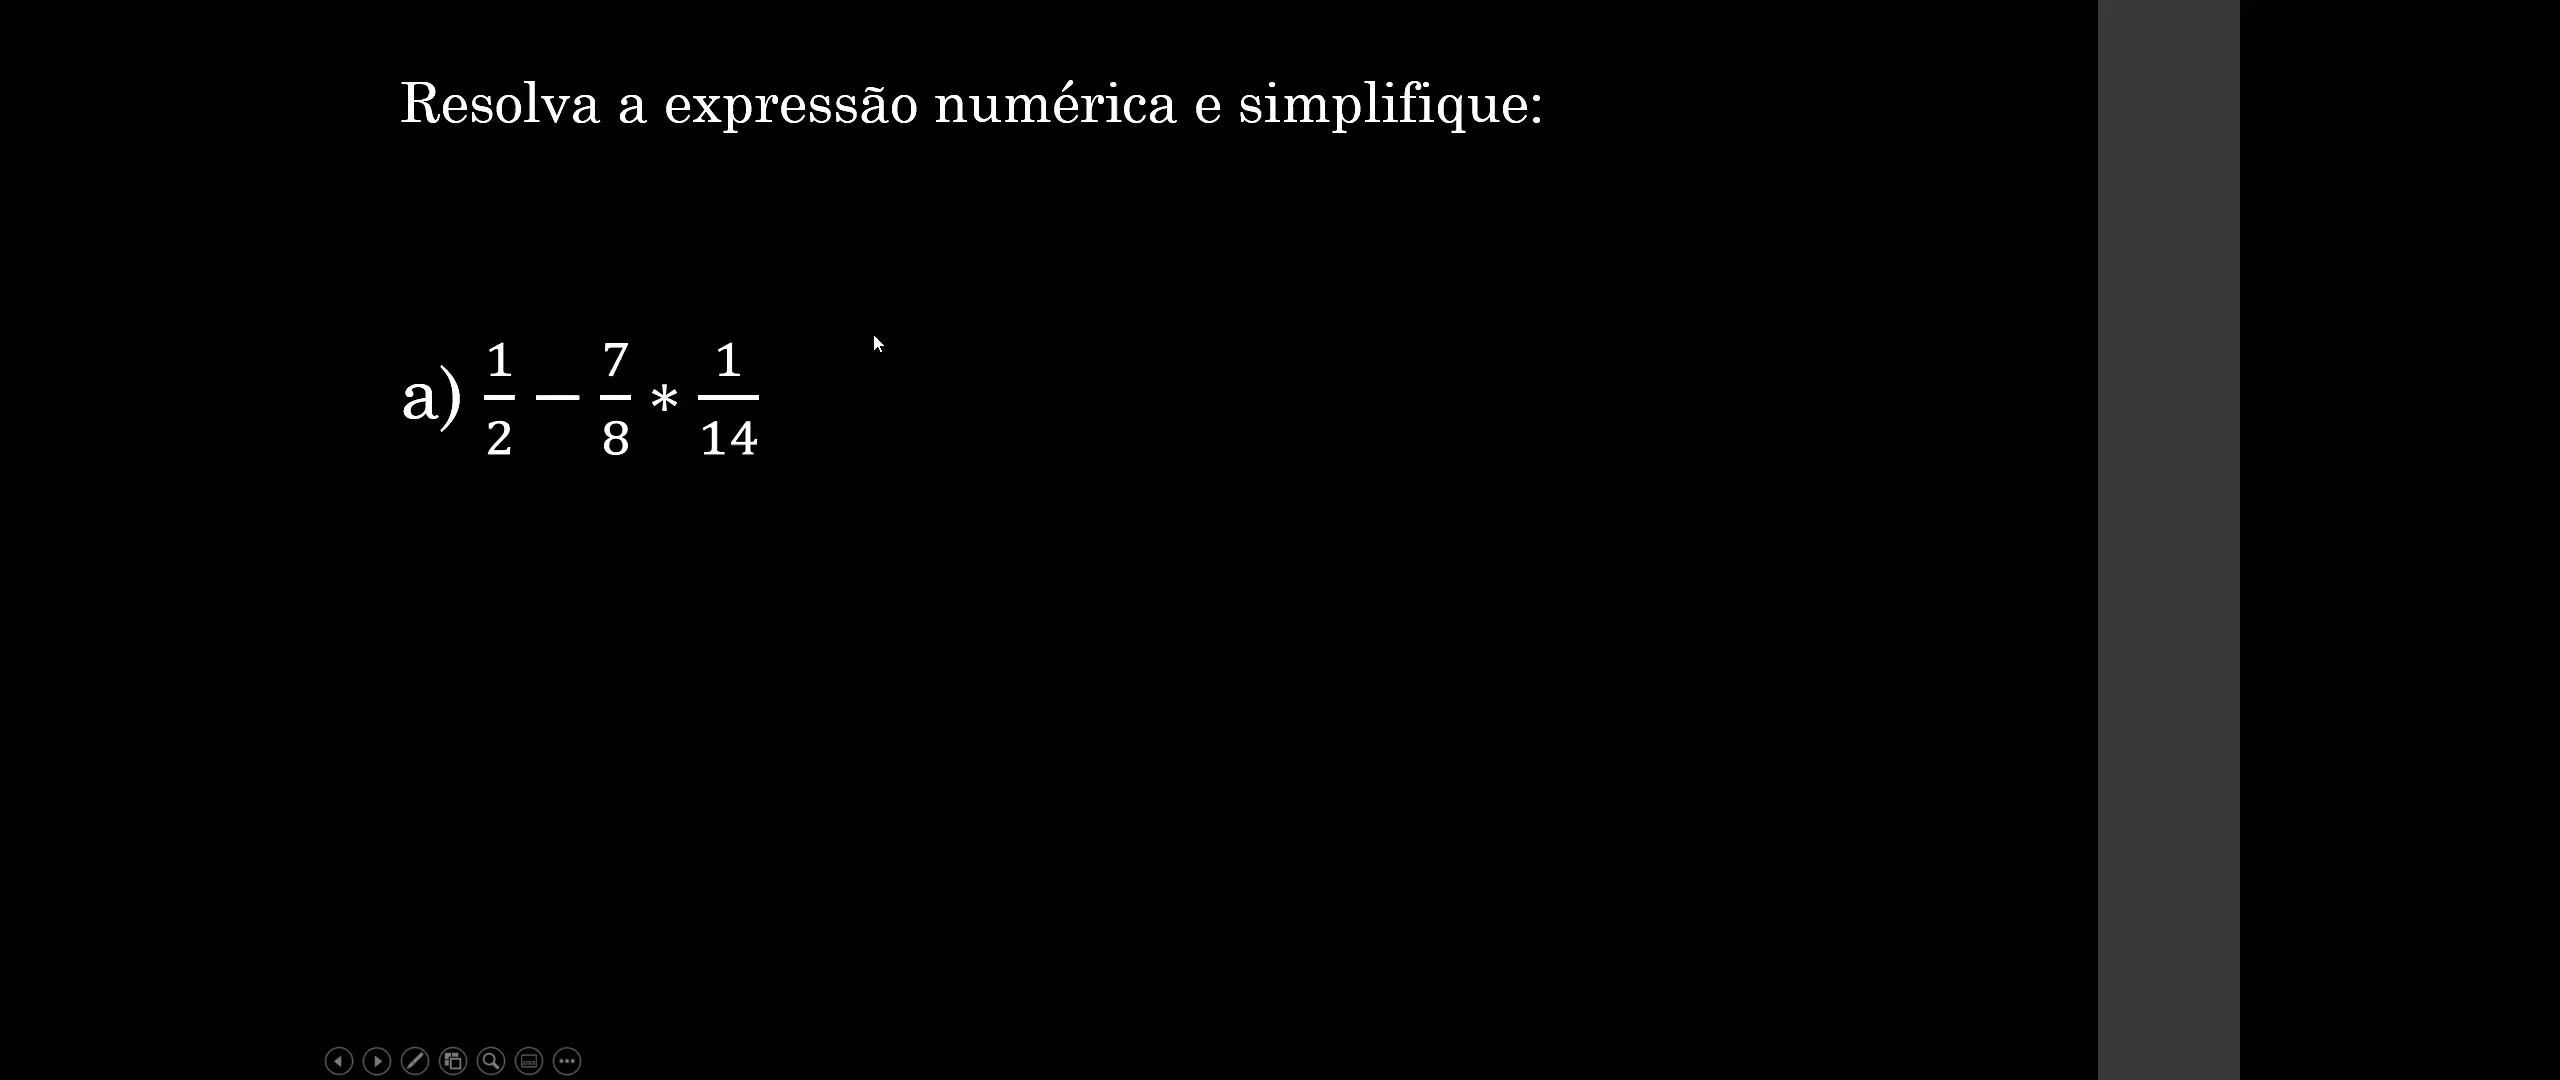 Resolva a expressão numérica e simplifique:
a) 1/2 − 7/8 * 1/14